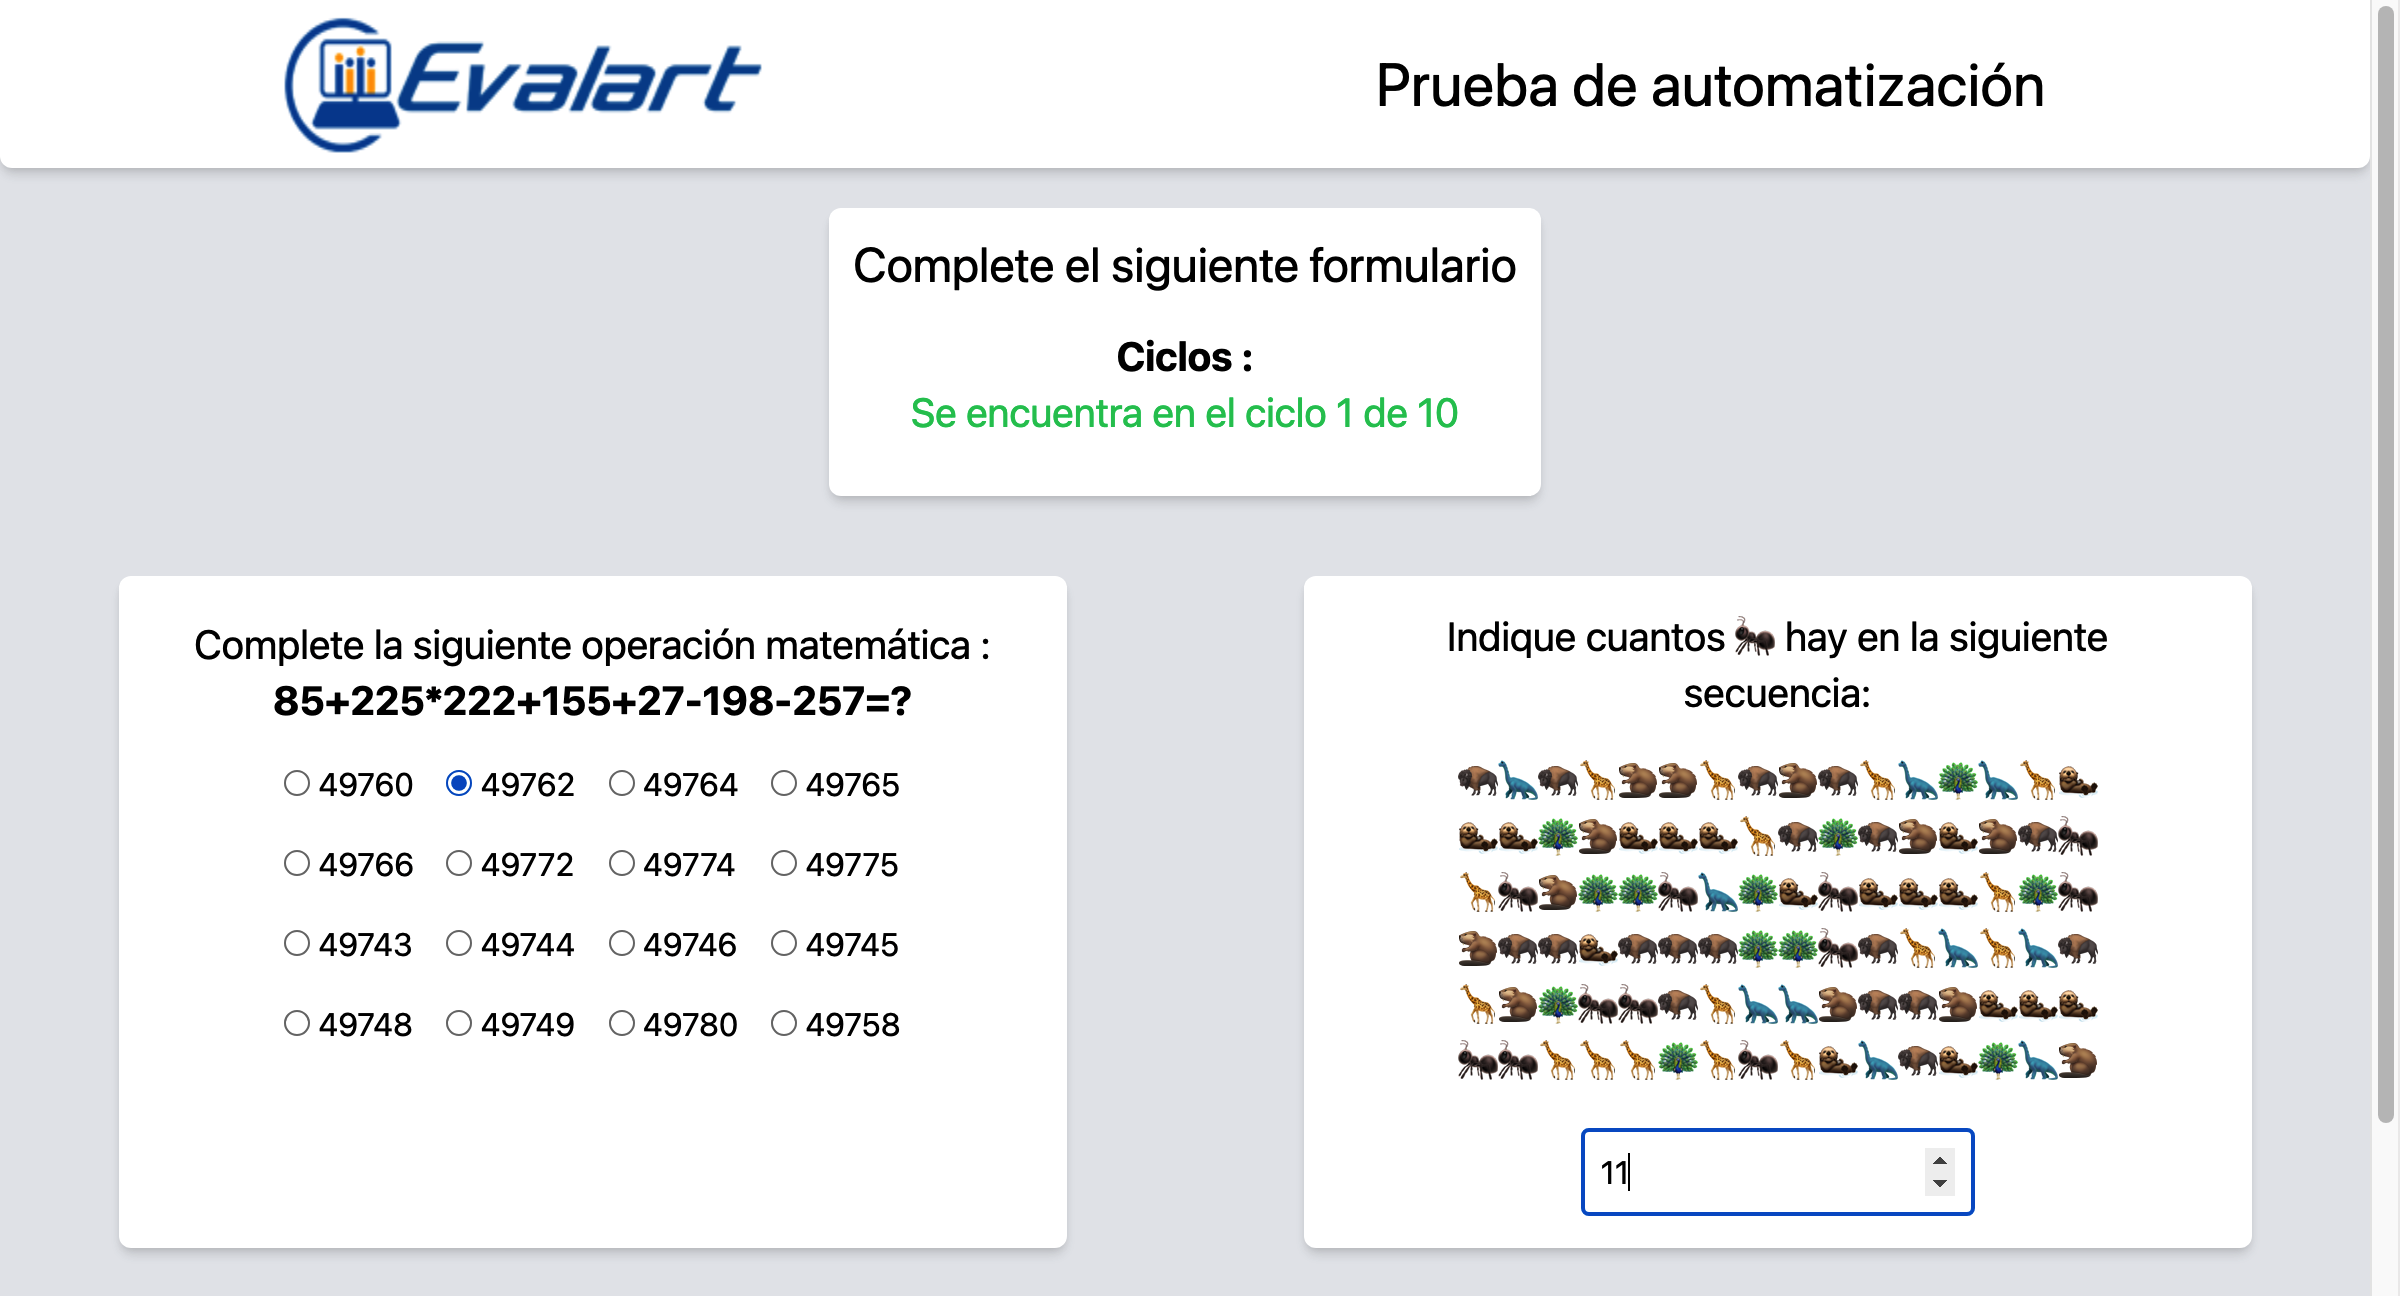 Evalart
Prueba de automatización
Complete el siguiente formulario
Ciclos :
Se encuentra en el ciclo 1 de 10
Complete la siguiente operación matemática :
85+225*222+155+27-198-257=?
49760 49762 49764 49765
49766 49772 49774 49775
49743 49744 49746 49745
49748 49749 49780 49758
Indique cuantos 🐜 hay en la siguiente
secuencia:
11